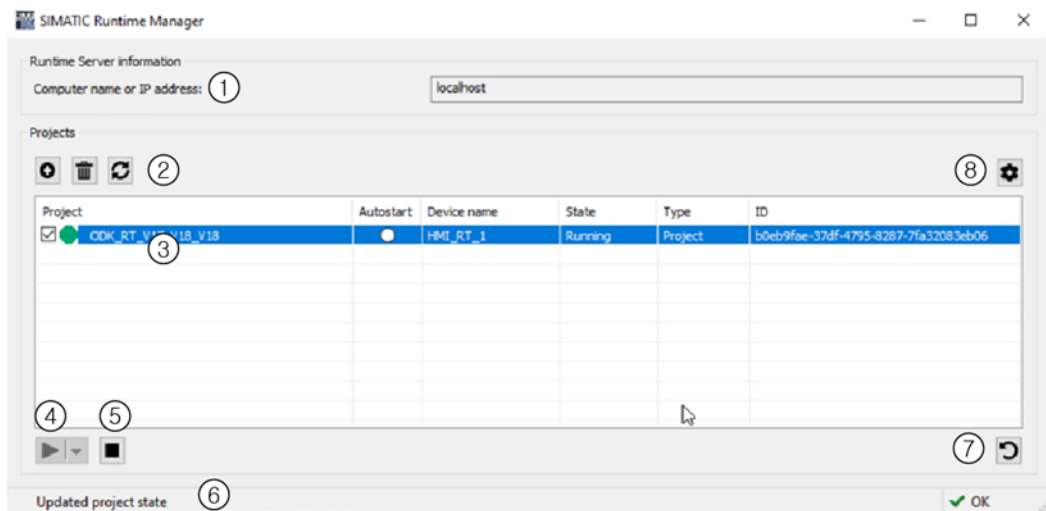 SIMATIC Runtime Manager
Runtime Server information
Computer name or IP address: ① localhost
Projects
② ⑧
Project Autostart Device name State Type ID
HMI_RT_1 Running Project b0eb9fae-37df-4795-8287-7fa32083eb06
③
④ ⑤
⑦
Updated project state ⑥ OK